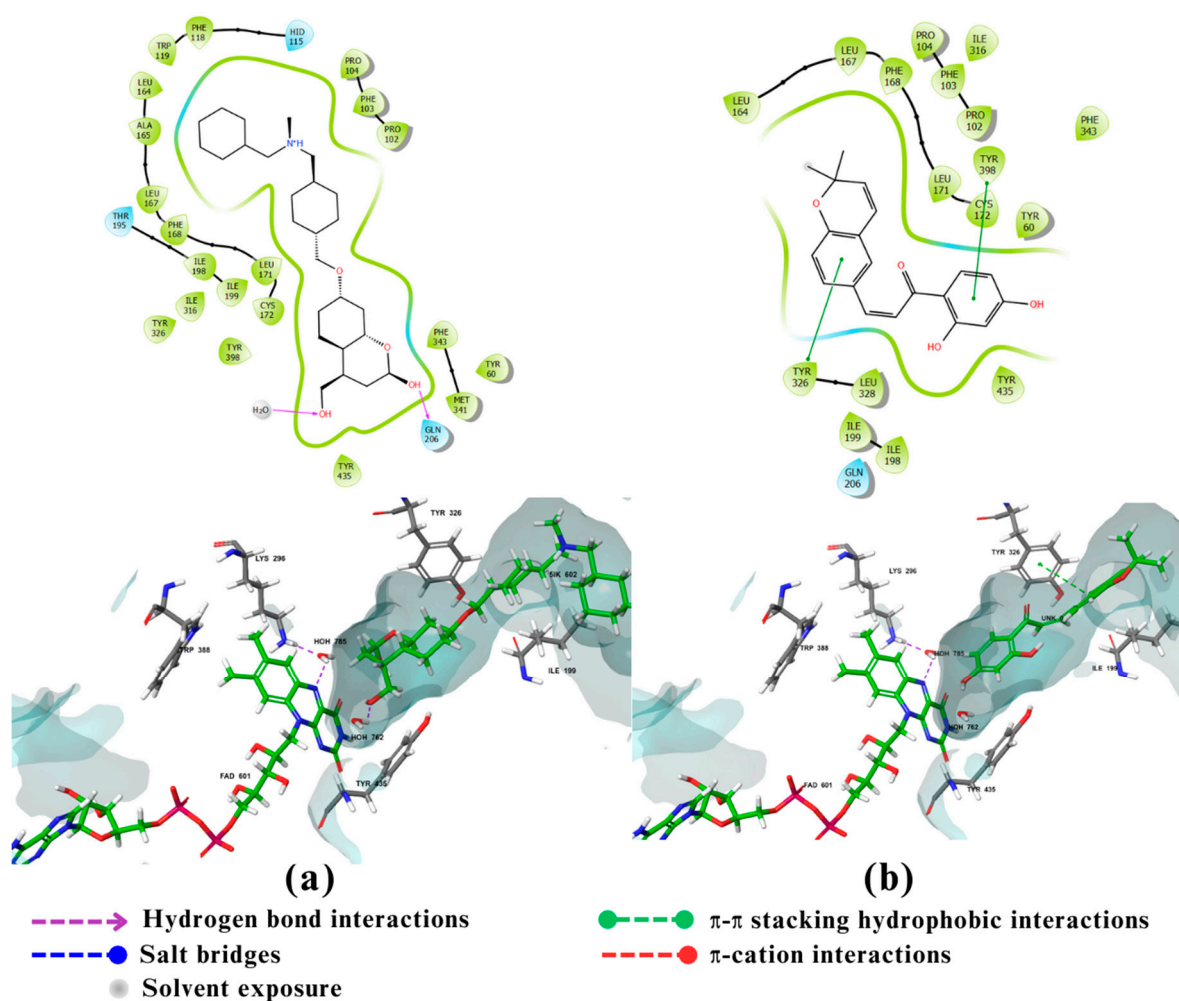 PHE 118
HID 115
TRP 119
PRO 104
LEU 164
PHE 103
PRO 102
ALA 165
N+H
LEU 167
THR 195
PHE 168
ILE 198
LEU 171
ILE 199
O
ILE 316
CYS 172
TYR 326
TYR 398
PHE 343
TYR 60
O
MET 341
OH
H₂O
OH
GLN 206
TYR 435
PRO 104
ILE 316
LEU 167
PHE 168
PHE 103
LEU 164
PRO 102
PHE 343
TYR 398
LEU 171
CYS 172
TYR 60
O
O
OH
HO
TYR 326
LEU 328
TYR 435
ILE 199
ILE 198
GLN 206
TYR 326
LYS 296
SIK 602
HOH 785
TRP 388
ILE 199
HOH 762
FAD 601
TYR 435
TYR 326
LYS 296
HOH 785
TRP 388
ILE 199
HOH 762
FAD 601
TYR 435
(a)
(b)
Hydrogen bond interactions
π-π stacking hydrophobic interactions
Salt bridges
π-cation interactions
Solvent exposure